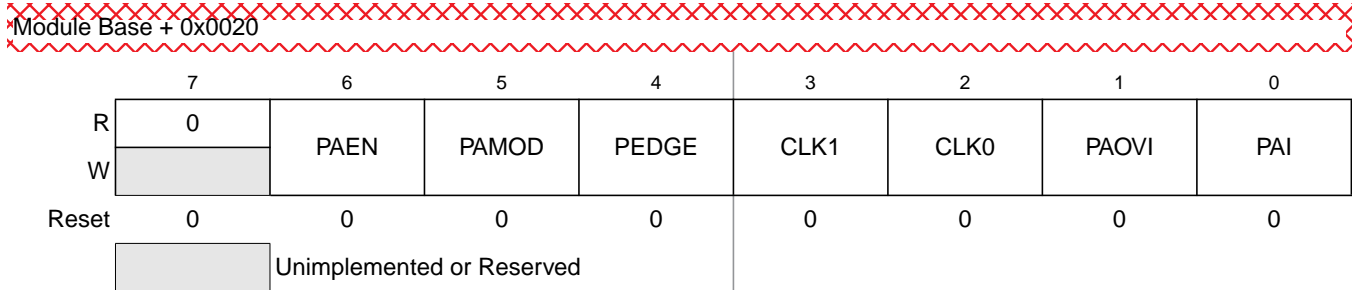 Module Base + 0x0020
7 6 5 4 3 2 1 0
R 0 PAEN PAMOD PEDGE CLK1 CLK0 PAOVI PAI
W
Reset 0 0 0 0 0 0 0 0
Unimplemented or Reserved